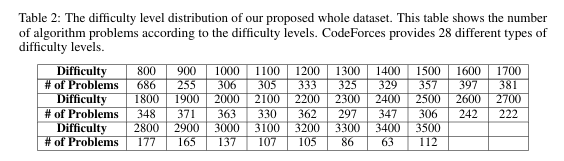 Table 2: The difficulty level distribution of our proposed whole dataset. This table shows the number
of algorithm problems according to the difficulty levels. CodeForces provides 28 different types of
difficulty levels.
Difficulty 800 900 1000 1100 1200 1300 1400 1500 1600 1700
# of Problems 686 255 306 305 333 325 329 357 397 381
Difficulty 1800 1900 2000 2100 2200 2300 2400 2500 2600 2700
# of Problems 348 371 363 330 362 297 347 306 242 222
Difficulty 2800 2900 3000 3100 3200 3300 3400 3500
# of Problems 177 165 137 107 105 86 63 112